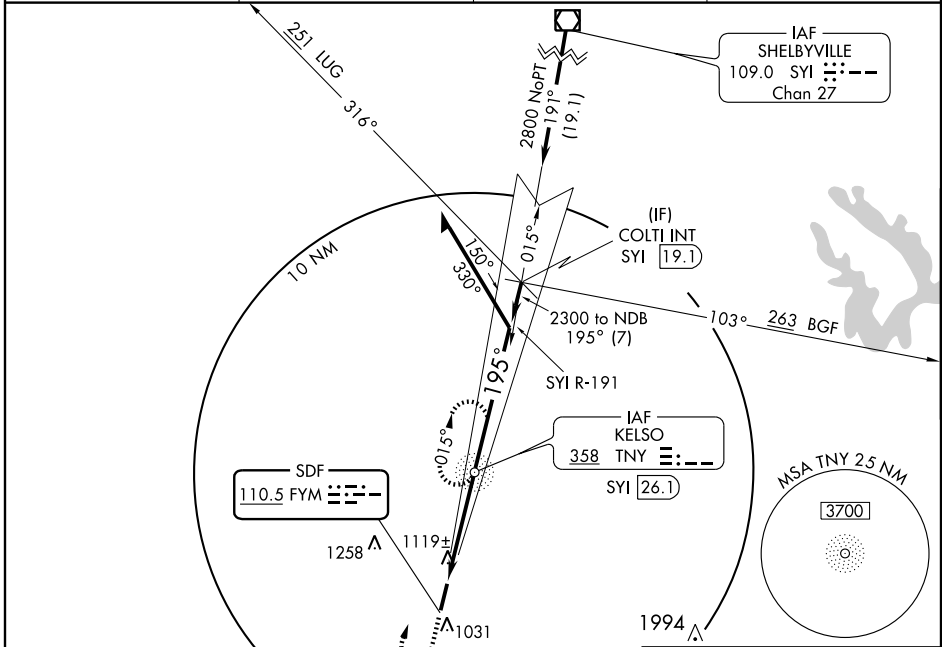 251 LUG
316°
2800 NoPT
191°
(19.1)
IAF
SHELBYVILLE
109.0 SYI
Chan 27
10 NM
150°
330°
015°
(IF)
COLTI INT
SYI 19.1
2300 to NDB
195° (7)
103° 263 BGF
195°
SYI R-191
015°
IAF
KELSO
358 TNY
SYI 26.1
SDF
110.5 FYM
1258
1119±
1031
1994
MSA TNY 25 NM
3700